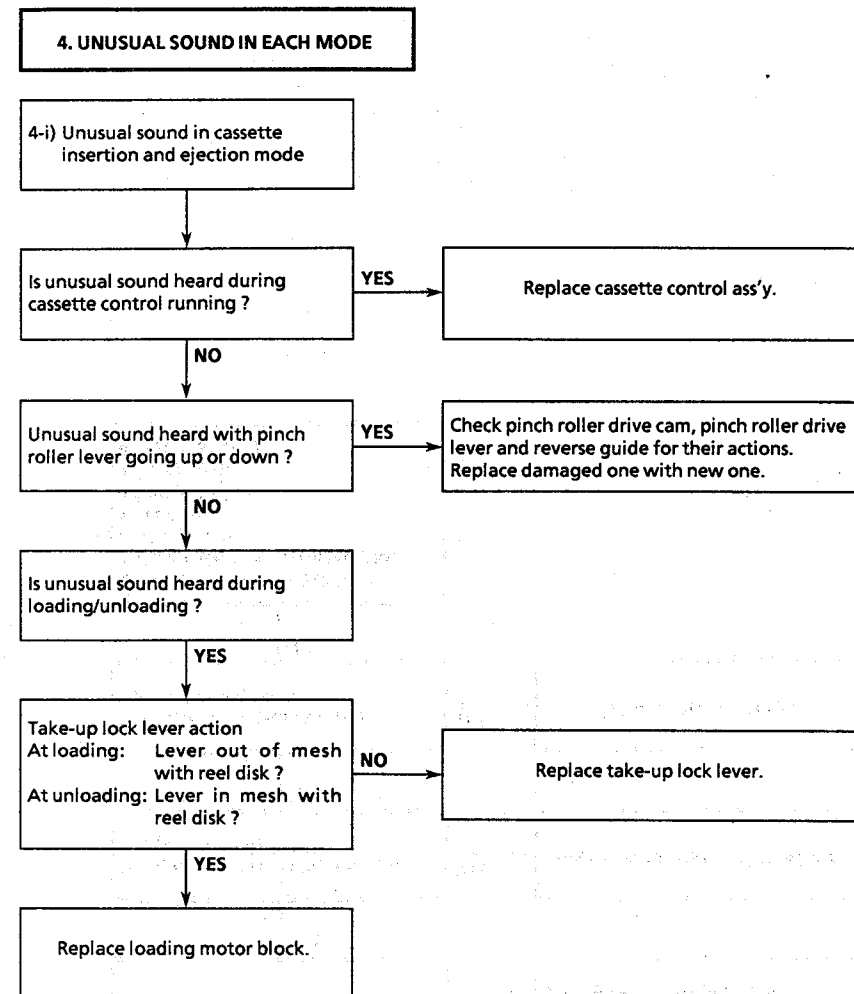 4. UNUSUAL SOUND IN EACH MODE
4-i) Unusual sound in cassette
insertion and ejection mode
Is unusual sound heard during
cassette control running ?
YES
Replace cassette control ass'y.
NO
Unusual sound heard with pinch
roller lever going up or down ?
YES
Check pinch roller drive cam, pinch roller drive
lever and reverse guide for their actions.
Replace damaged one with new one.
NO
Is unusual sound heard during
loading/unloading ?
YES
Take-up lock lever action
At loading: Lever out of mesh
with reel disk ?
At unloading: Lever in mesh with
reel disk ?
NO
Replace take-up lock lever.
YES
Replace loading motor block.